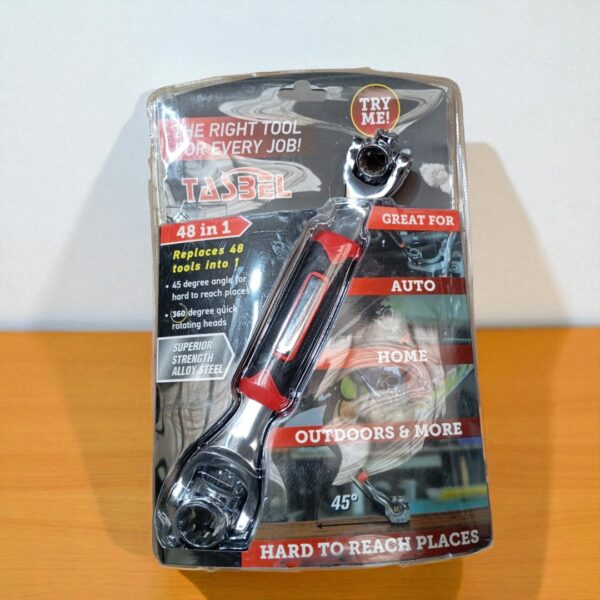 TRY
ME!
THE RIGHT TOOL
FOR EVERY JOB!
TASBEL
48 in 1
Replaces 48
tools into 1
• 45 degree angle for
hard to reach places
• 360 degree quick
rotating heads
SUPERIOR
STRENGTH
ALLOY STEEL
GREAT FOR
AUTO
HOME
OUTDOORS & MORE
45°
HARD TO REACH PLACES